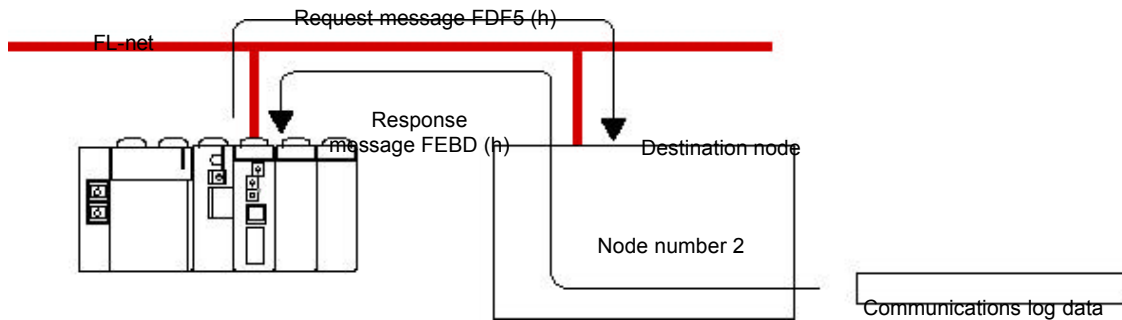 Request message FDF5 (h)
FL-net
Response
message FEBD (h)
Destination node
Node number 2
Communications log data